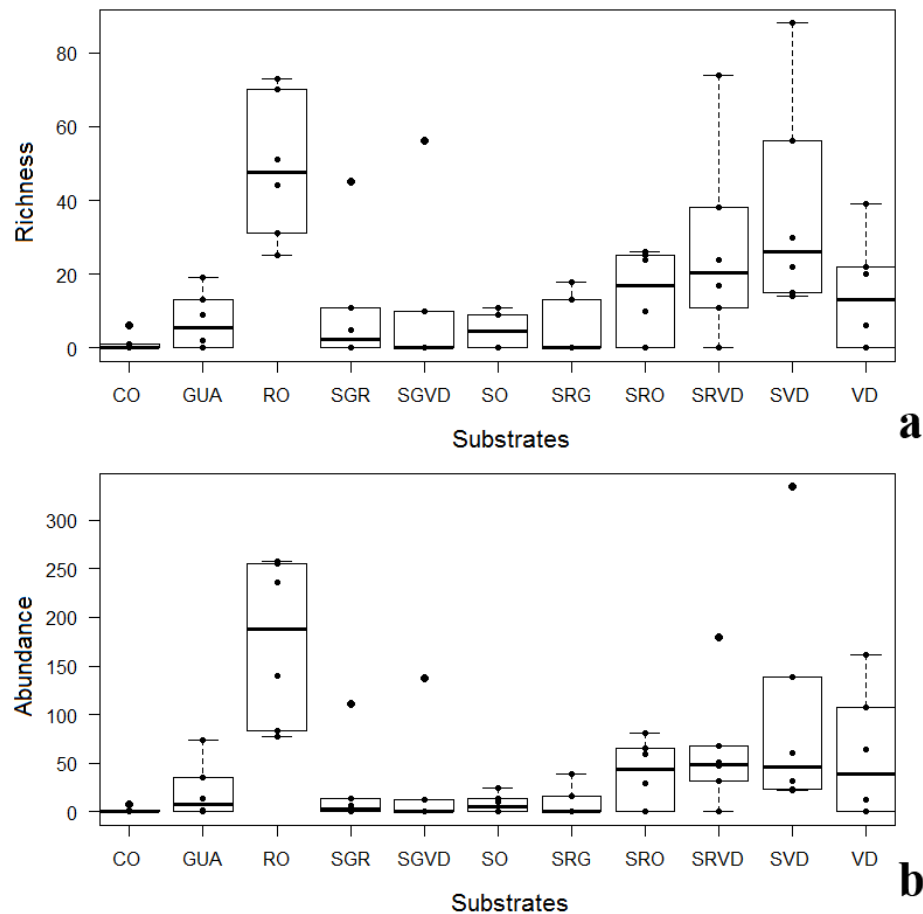 80
60
40
20
0
Richness
CO GUA RO SGR SGVD SO SRG SRO SRVD SVD VD
Substrates
a
300
250
200
150
100
50
0
Abundance
CO GUA RO SGR SGVD SO SRG SRO SRVD SVD VD
Substrates
b